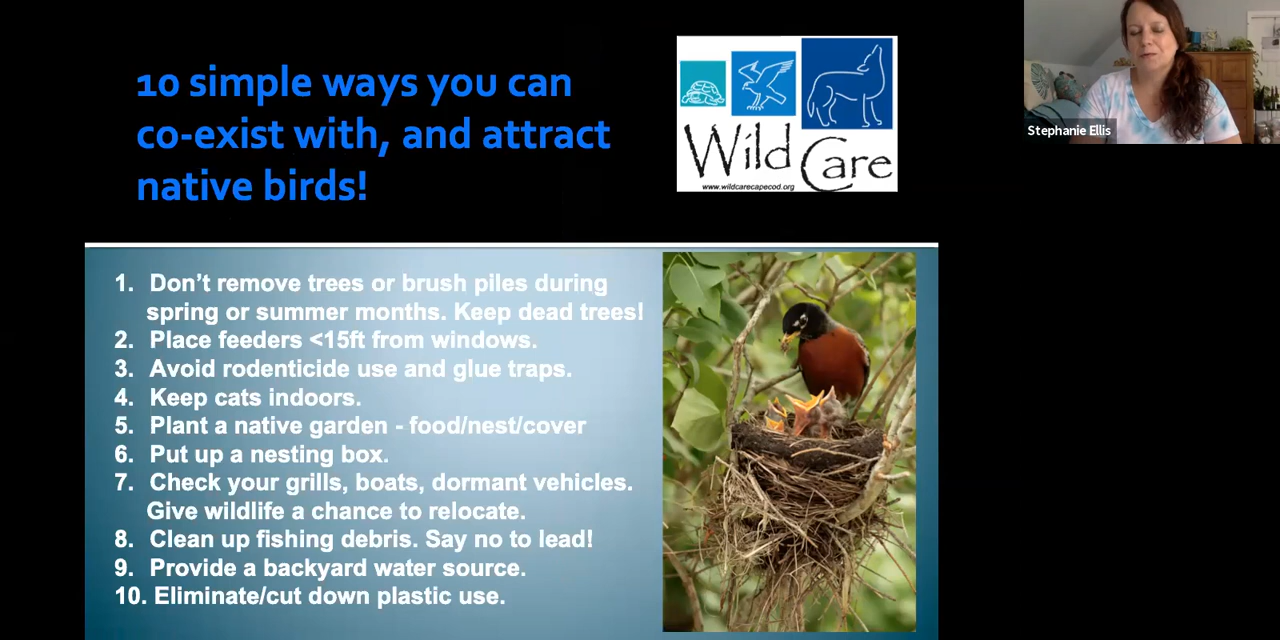 10 simple ways you can
co-exist with, and attract
native birds!
Wild Care
www.wildcarecapecod.org
Stephanie Ellis
1. Don't remove trees or brush piles during
spring or summer months. Keep dead trees!
2. Place feeders <15ft from windows.
3. Avoid rodenticide use and glue traps.
4. Keep cats indoors.
5. Plant a native garden - food/nest/cover
6. Put up a nesting box.
7. Check your grills, boats, dormant vehicles.
Give wildlife a chance to relocate.
8. Clean up fishing debris. Say no to lead!
9. Provide a backyard water source.
10. Eliminate/cut down plastic use.